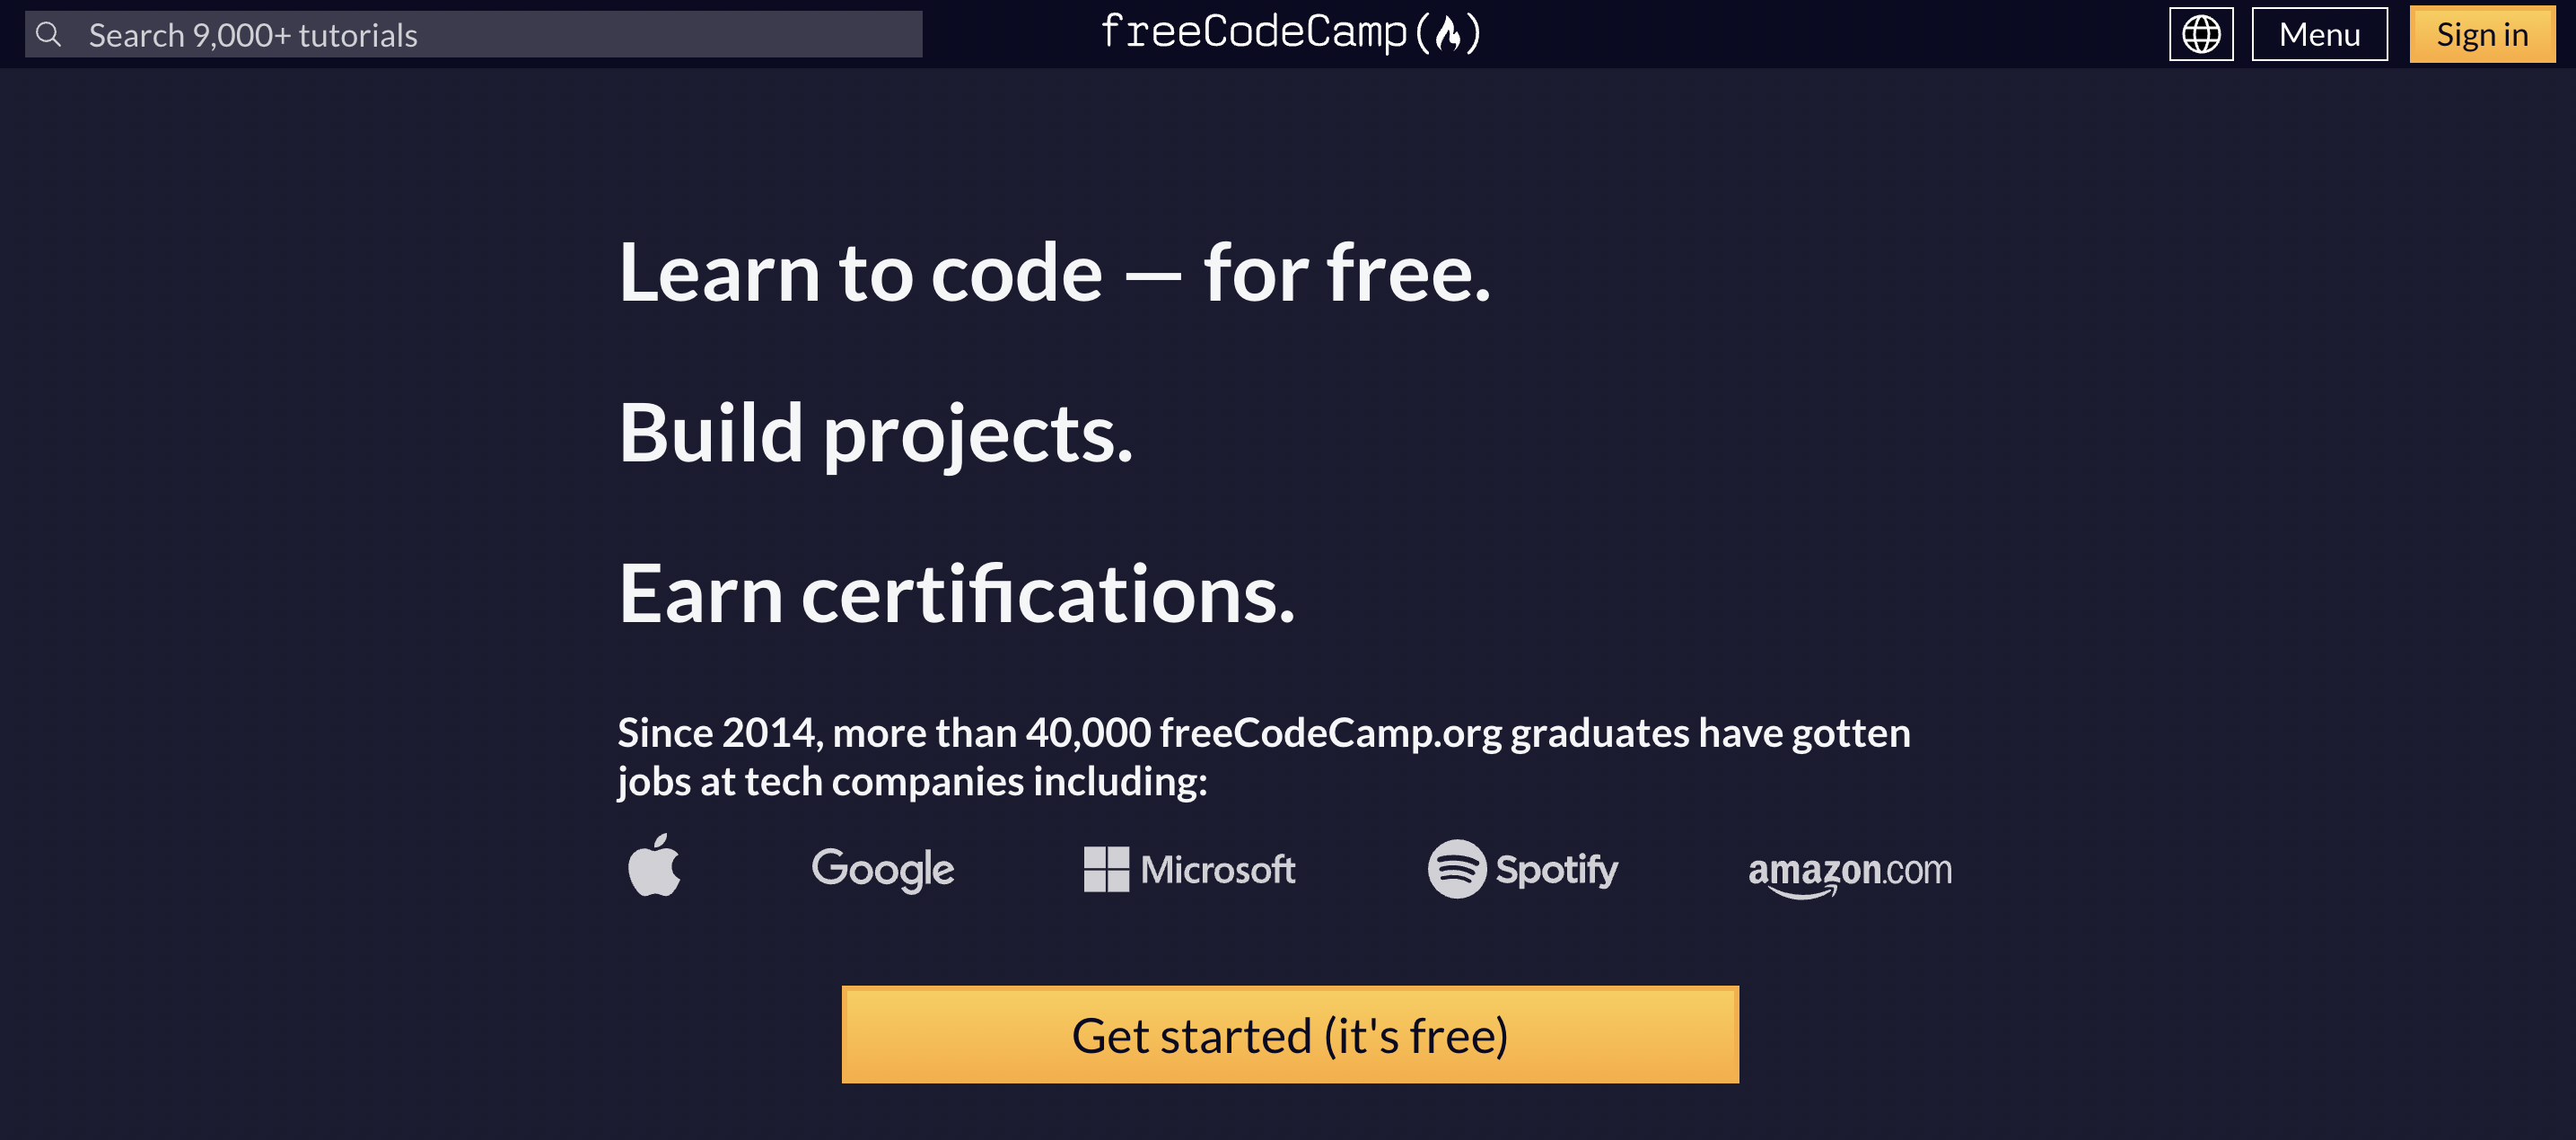 Search 9,000+ tutorials
freeCodeCamp
Menu
Sign in
Learn to code — for free.
Build projects.
Earn certifications.
Since 2014, more than 40,000 freeCodeCamp.org graduates have gotten
jobs at tech companies including:
Google
Microsoft
Spotify
amazon.com
Get started (it's free)